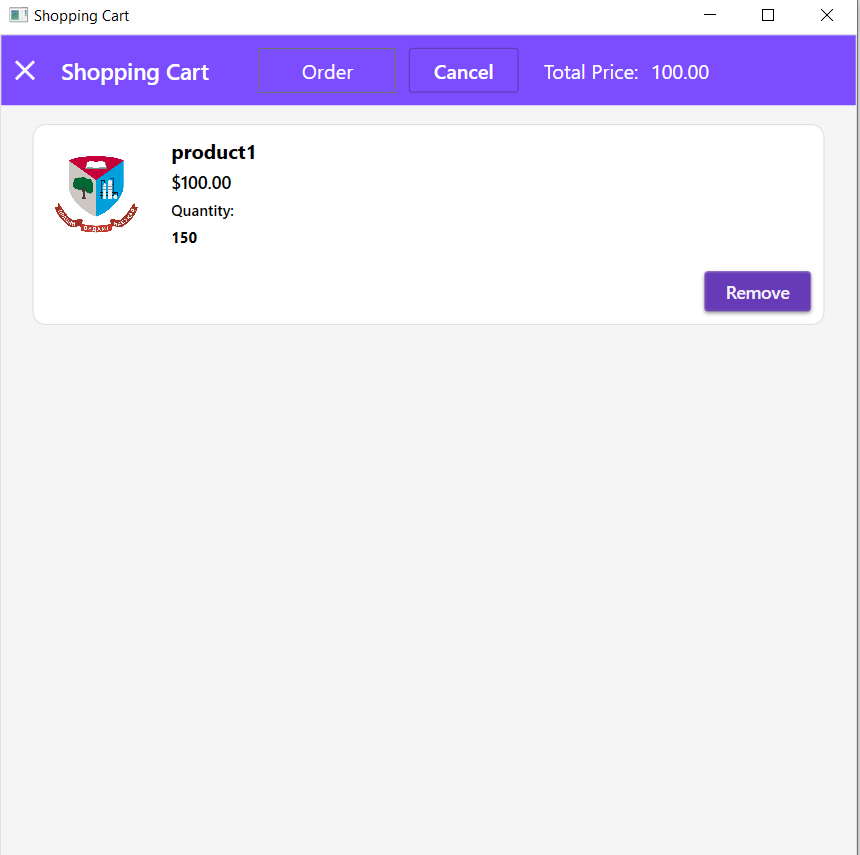 Shopping Cart
Shopping Cart
Order
Cancel
Total Price: 100.00
product1
$100.00
Quantity:
150
Remove